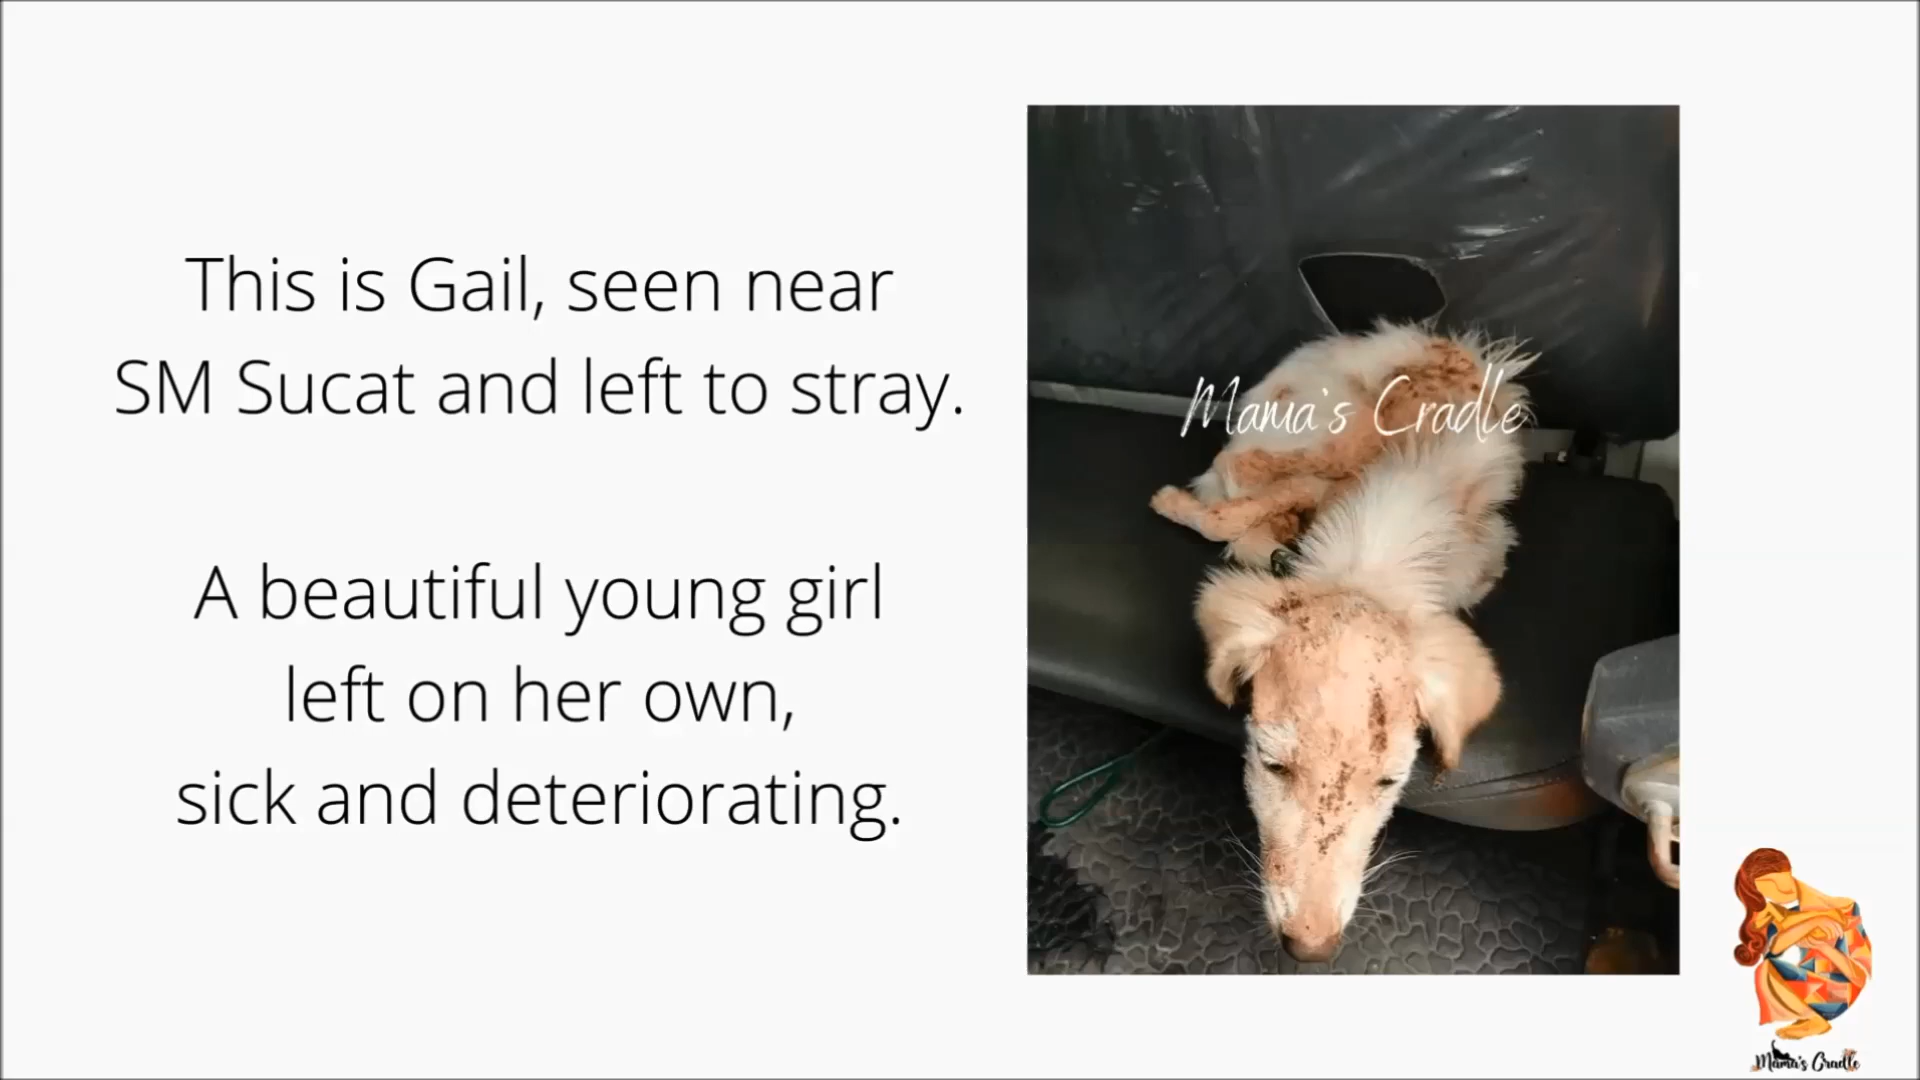 This is Gail, seen near
SM Sucat and left to stray.
A beautiful young girl
left on her own,
sick and deteriorating.
Mama's Cradle
Mama's Cradle